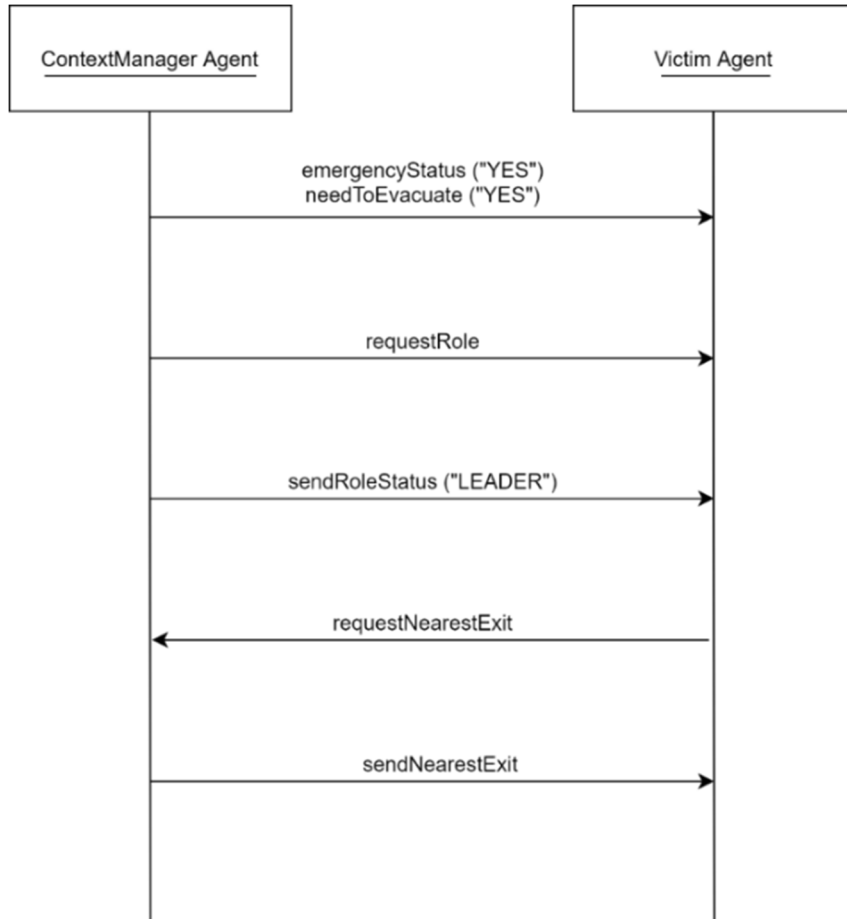 ContextManager Agent
Victim Agent
emergencyStatus ("YES")
needToEvacuate ("YES")
requestRole
sendRoleStatus ("LEADER")
requestNearestExit
sendNearestExit